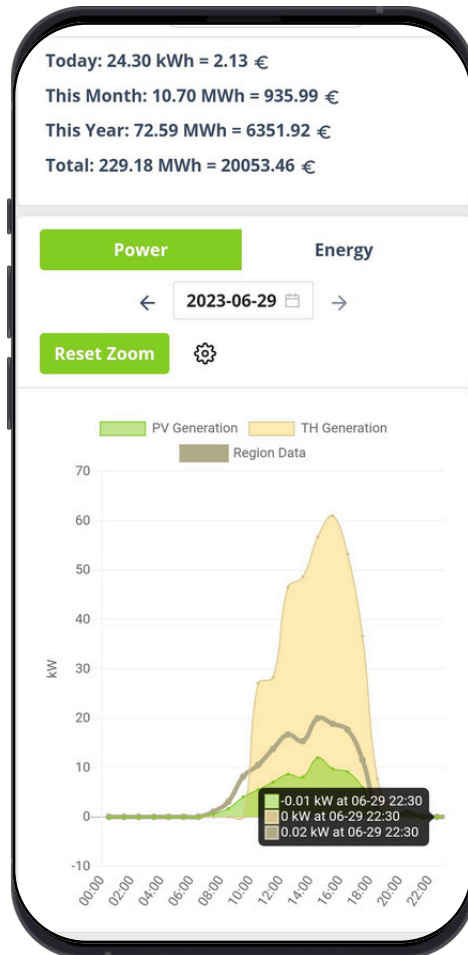 Today: 24.30 kWh = 2.13 €
This Month: 10.70 MWh = 935.99 €
This Year: 72.59 MWh = 6351.92 €
Total: 229.18 MWh = 20053.46 €
Power Energy
2023-06-29
Reset Zoom
PV Generation TH Generation
Region Data
70
60
50
40
30
20
10
0
-10
kW
-0.01 kW at 06-29 22:30
0 kW at 06-29 22:30
0.02 kW at 06-29 22:30
00:00 02:00 04:00 06:00 08:00 10:00 12:00 14:00 16:00 18:00 20:00 22:00